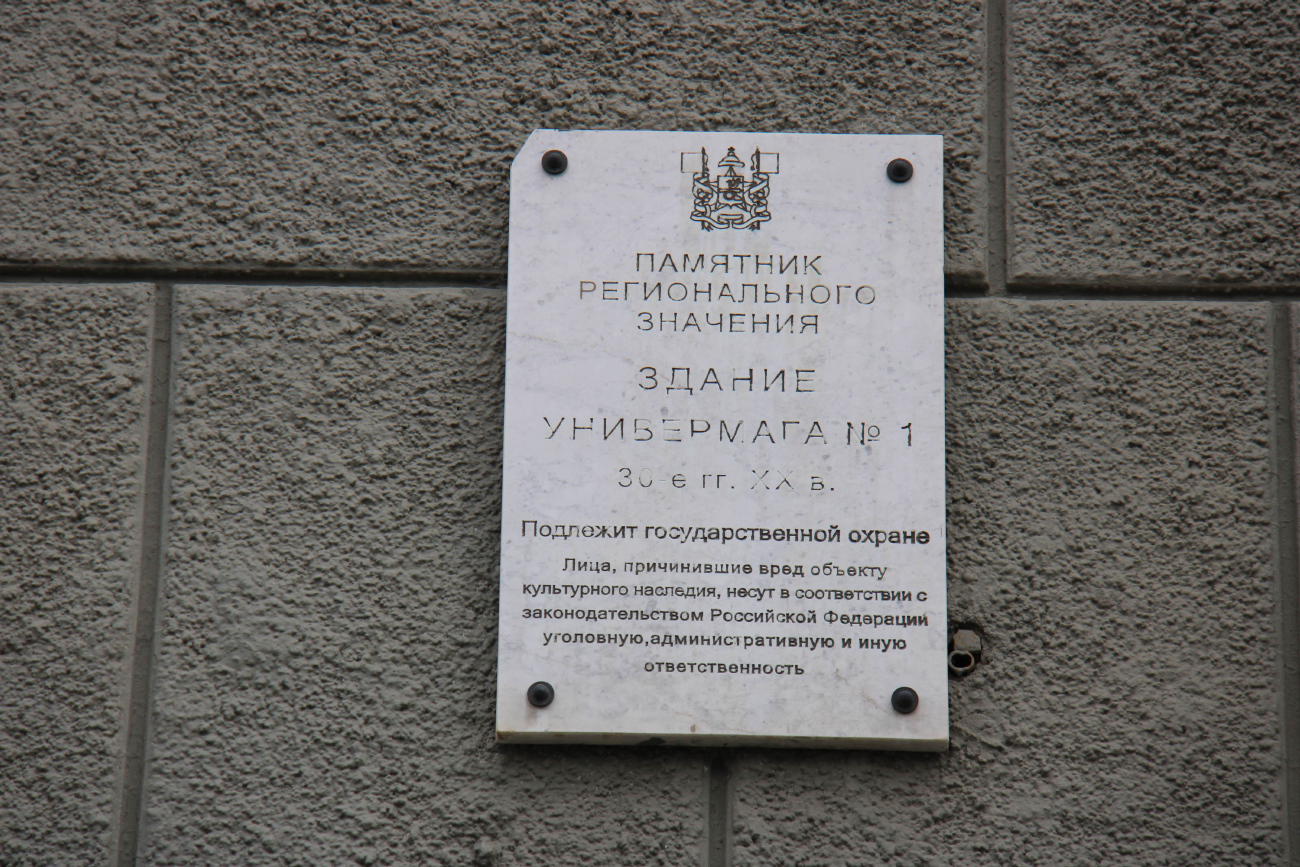 ПАМЯТНИК
РЕГИОНАЛЬНОГО
ЗНАЧЕНИЯ
ЗДАНИЕ
УНИВЕРМАГА № 1
30-е гг. XX в.
Подлежит государственной охране
Лица, причинившие вред объекту
культурного наследия, несут в соответствии с
законодательством Российской Федерации
уголовную,административную и иную
ответственность